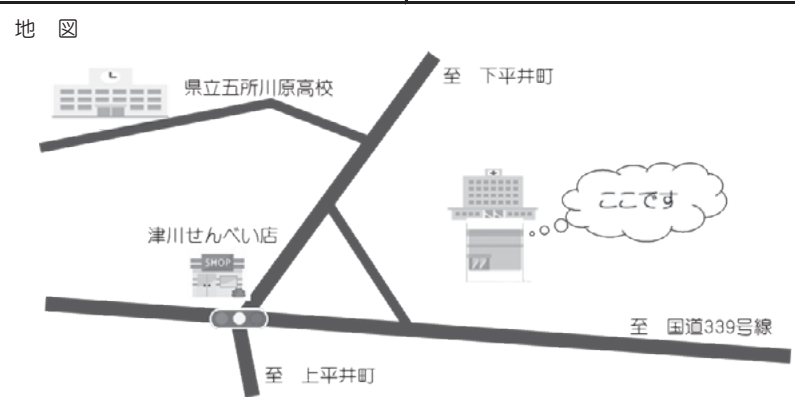 地　図
県立五所川原高校
至　下平井町
ここです
津川せんべい店
SHOP
至　国道339号線
至　上平井町